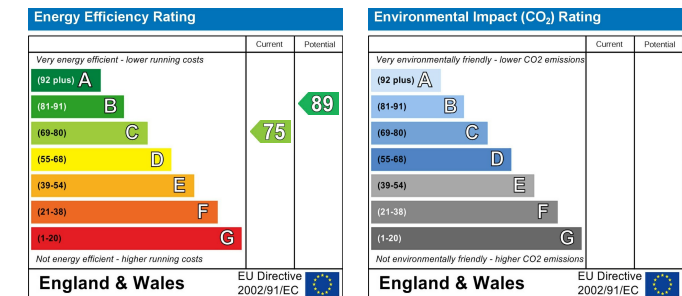 Energy Efficiency Rating
Current Potential
Very energy efficient - lower running costs
(92 plus) A
(81-91) B
89
(69-80) C
75
(55-68) D
(39-54) E
(21-38) F
(1-20) G
Not energy efficient - higher running costs
England & Wales
EU Directive
2002/91/EC
Environmental Impact (CO2) Rating
Current Potential
Very environmentally friendly - lower CO2 emissions
(92 plus) A
(81-91) B
(69-80) C
(55-68) D
(39-54) E
(21-38) F
(1-20) G
Not environmentally friendly - higher CO2 emissions
England & Wales
EU Directive
2002/91/EC